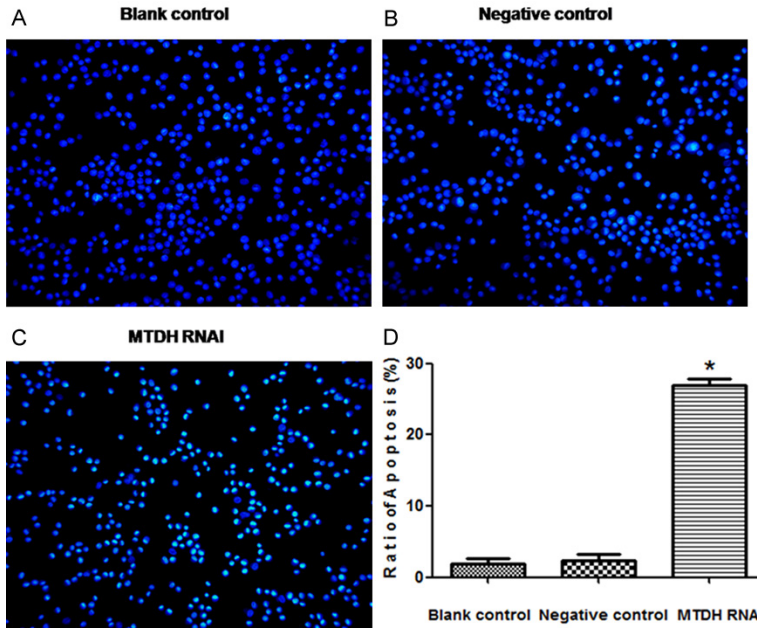 A
Blank control
B
Negative control
C
MTDH RNAI
D
Ratio of Apoptosis (%)
30
20
10
0
*
Blank control Negative control MTDH RNA